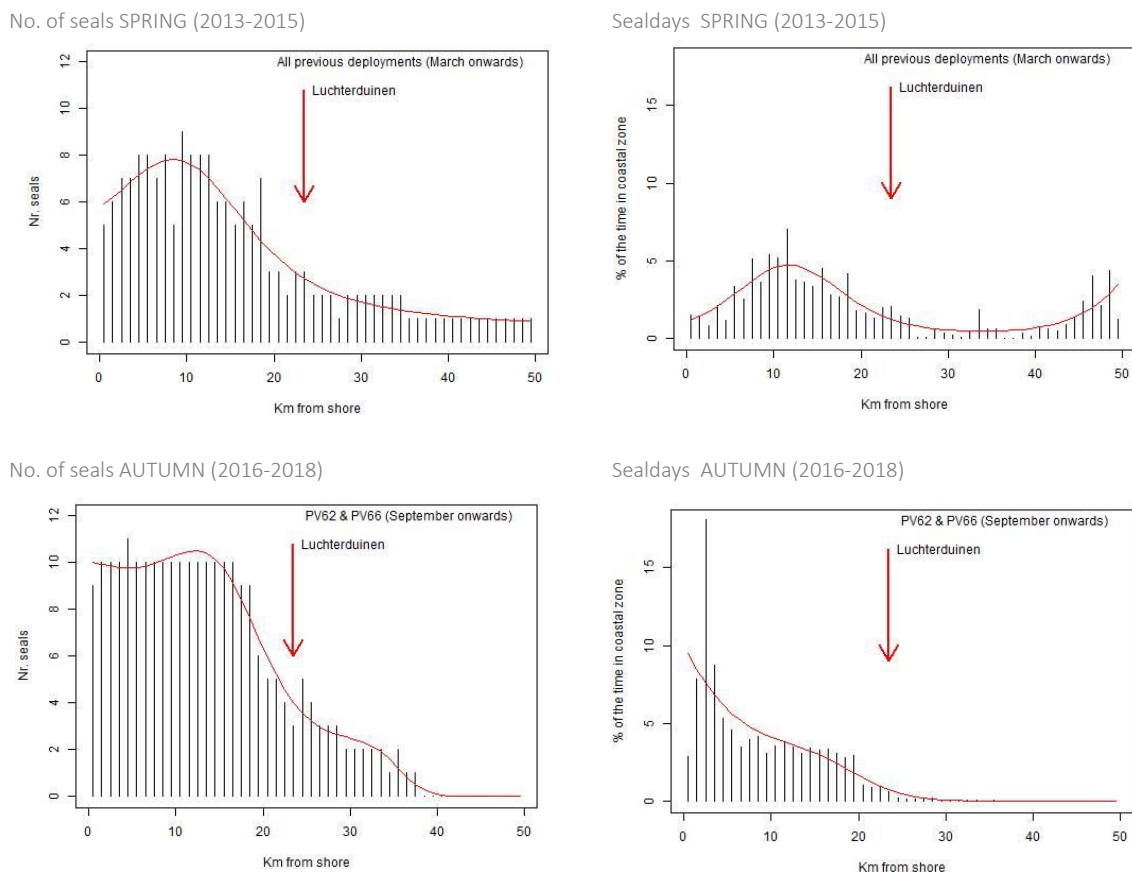 No. of seals SPRING (2013-2015)
12
10
8
6
4
2
0
Nr. seals
All previous deployments (March onwards)
Luchterduinen
0 10 20 30 40 50
Km from shore
Sealdays SPRING (2013-2015)
15
10
5
0
% of the time in coastal zone
All previous deployments (March onwards)
Luchterduinen
0 10 20 30 40 50
Km from shore
No. of seals AUTUMN (2016-2018)
12
10
8
6
4
2
0
Nr. seals
PV62 & PV66 (September onwards)
Luchterduinen
0 10 20 30 40 50
Km from shore
Sealdays AUTUMN (2016-2018)
15
10
5
0
% of the time in coastal zone
PV62 & PV66 (September onwards)
Luchterduinen
0 10 20 30 40 50
Km from shore